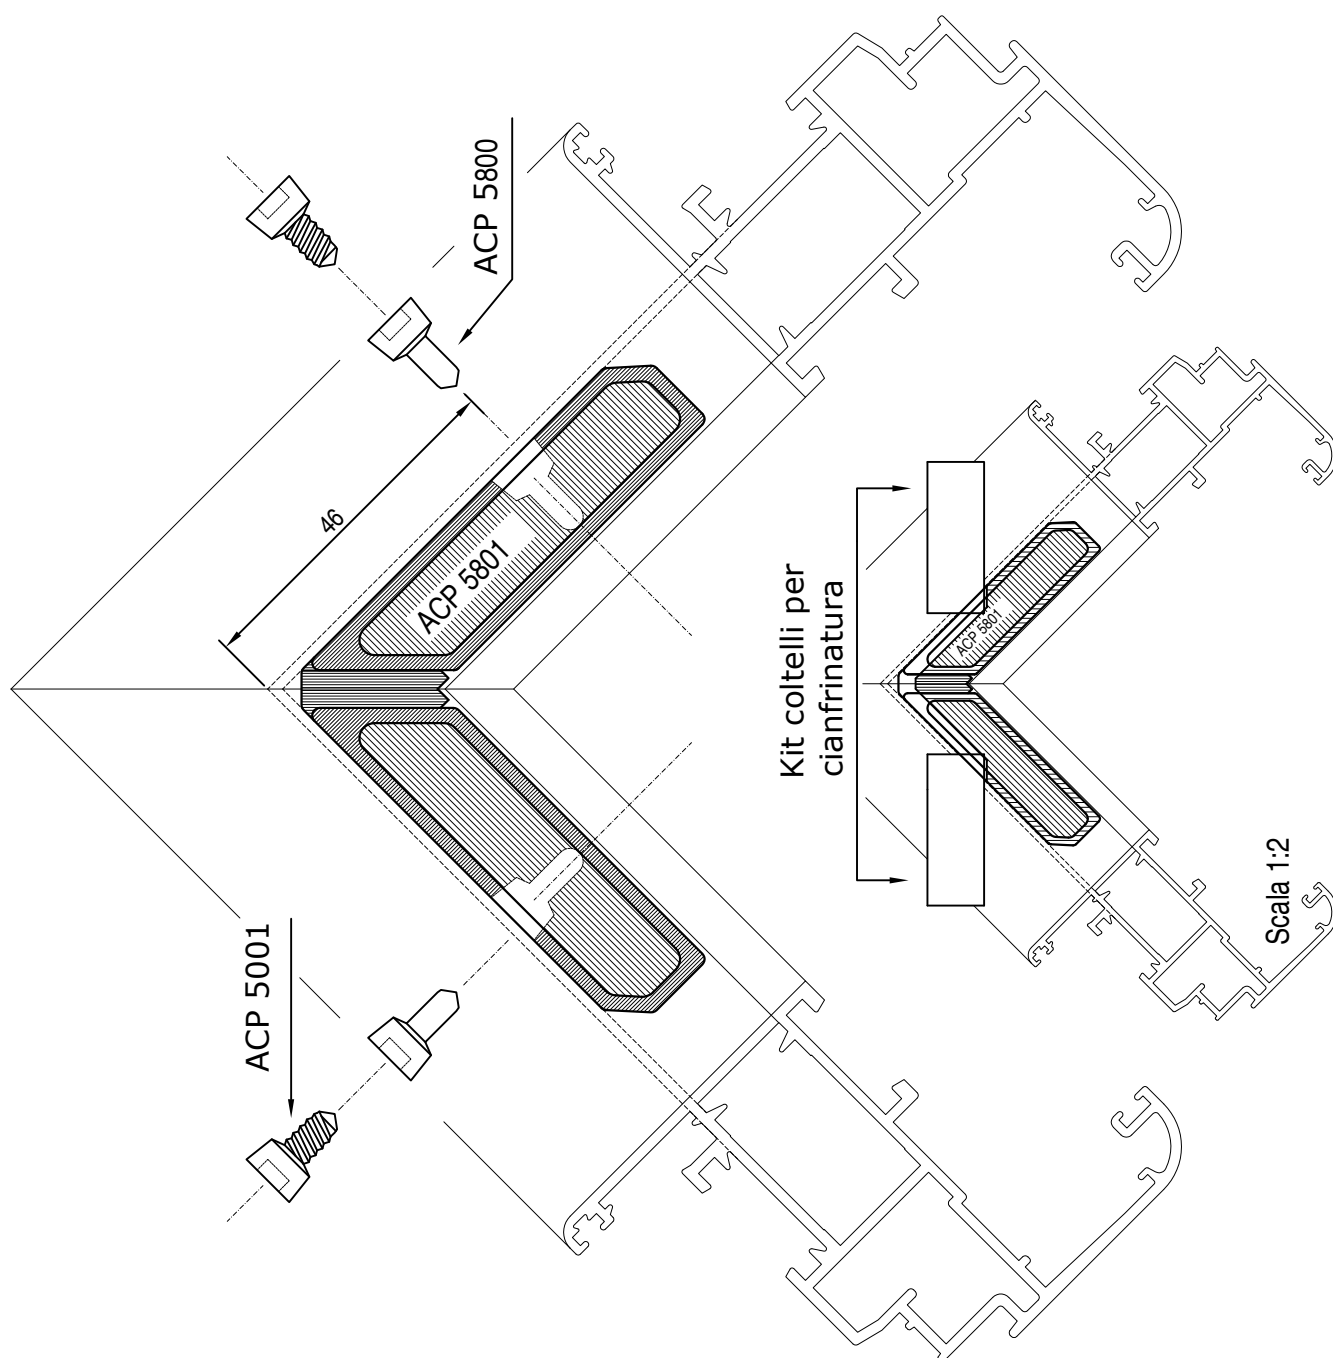 ACP 5800
46
ACP 5801
ACP 5001
Kit coltelli per
cianfrinatura
ACP 5801
Scala 1:2